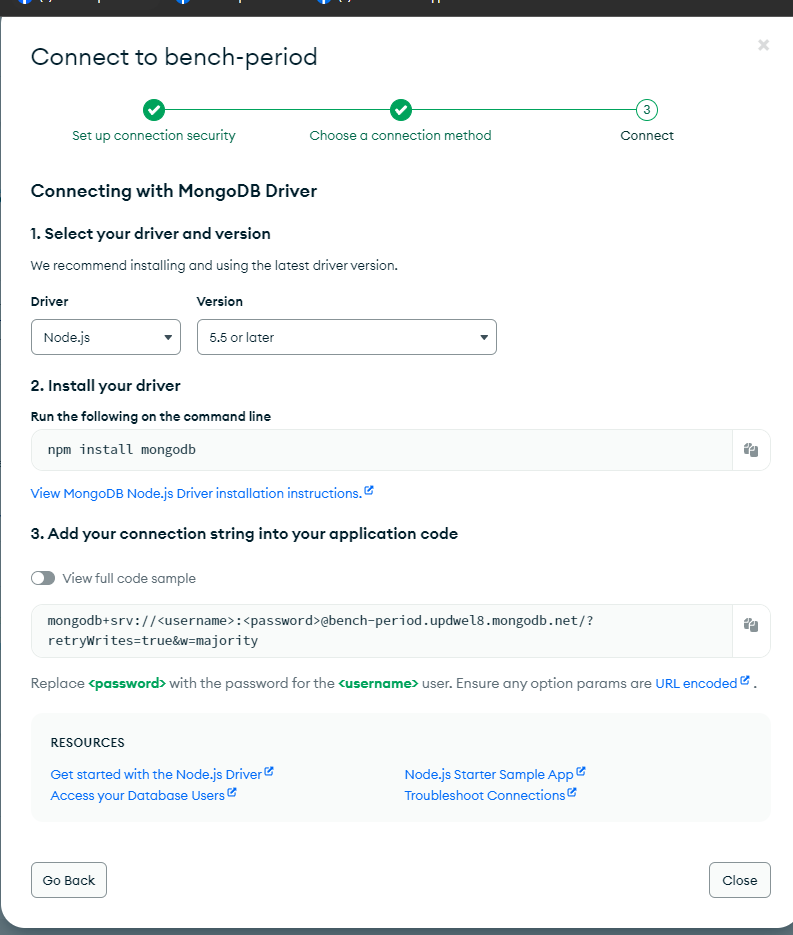 Connect to bench-period
Set up connection security
Choose a connection method
3
Connect
Connecting with MongoDB Driver
1. Select your driver and version
We recommend installing and using the latest driver version.
Driver
Version
Node.js
5.5 or later
2. Install your driver
Run the following on the command line
npm install mongodb
View MongoDB Node.js Driver installation instructions.
3. Add your connection string into your application code
View full code sample
mongodb+srv://<username>:<password>@bench-period.updwel8.mongodb.net/?
retryWrites=true&w=majority
Replace <password> with the password for the <username> user. Ensure any option params are URL encoded .
RESOURCES
Get started with the Node.js Driver
Node.js Starter Sample App
Access your Database Users
Troubleshoot Connections
Go Back
Close